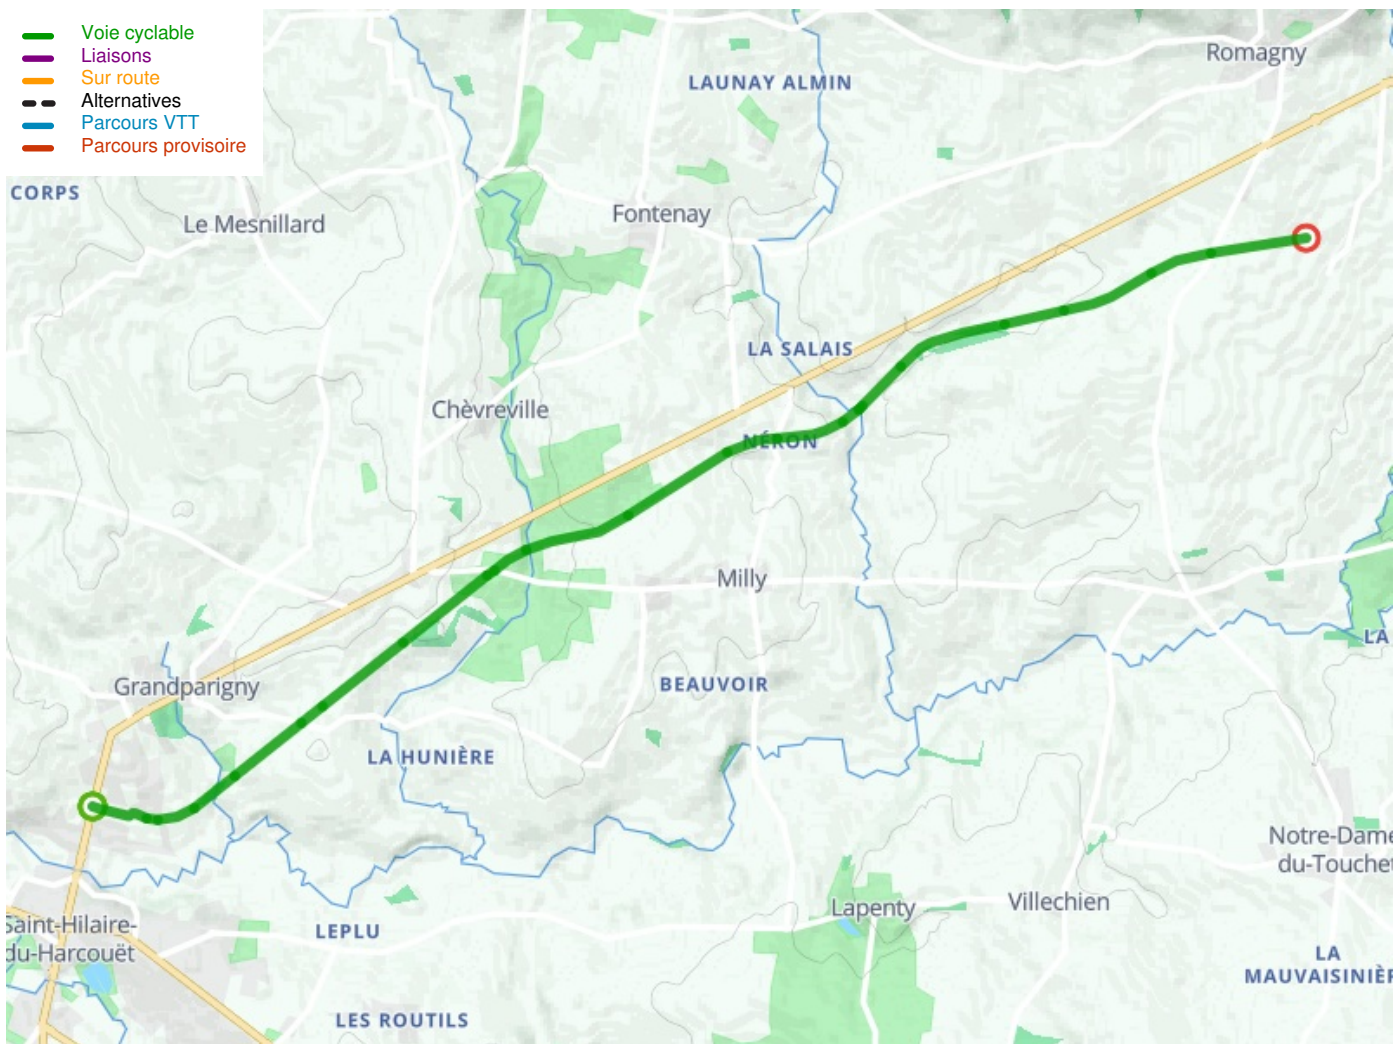 Voie cyclable
Liaisons
Sur route
Alternatives
Parcours VTT
Parcours provisoire
Romagny
LAUNAY ALMIN
CORPS
Le Mesnillard
Fontenay
LA SALAIS
Chèvreville
NÉRON
Milly
LA
Grandparigny
BEAUVOIR
LA HUNIÈRE
Notre-Dame
du-Touchet
Villechien
Lapenty
Saint-Hilaire-
du-Harcouët
LEPLU
LA
MAUVAISINIÈR
LES ROUTILS